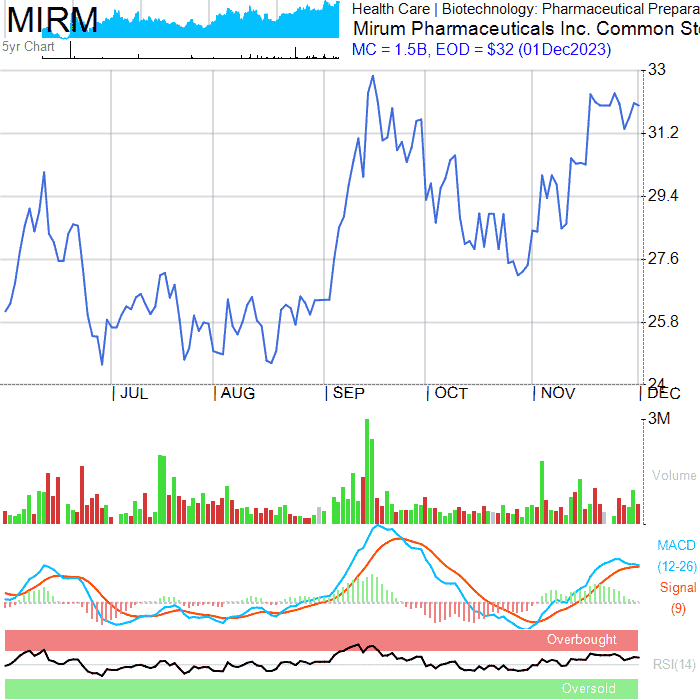 MIRM
5yr Chart
Health Care | Biotechnology: Pharmaceutical Prepara
Mirum Pharmaceuticals Inc. Common St
MC = 1.5B, EOD = $32 (01Dec2023)
33
31.2
29.4
27.6
25.8
24
| JUL | AUG | SEP | OCT | NOV | DEC
3M
Volume
MACD
(12-26)
Signal
(9)
Overbought
RSI(14)
Oversold